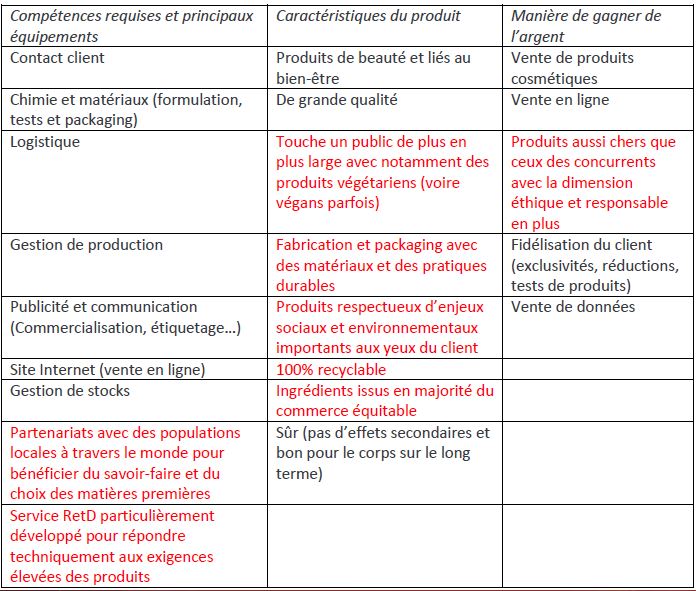 Compétences requises et principaux
équipements
Caractéristiques du produit
Manière de gagner de
l’argent
Contact client
Produits de beauté et liés au
bien-être
Vente de produits
cosmétiques
Chimie et matériaux (formulation,
tests et packaging)
De grande qualité
Vente en ligne
Logistique
Touche un public de plus en
plus large avec notamment des
produits végétariens (voire
végans parfois)
Produits aussi chers que
ceux des concurrents
avec la dimension
éthique et responsable
en plus
Gestion de production
Fabrication et packaging avec
des matériaux et des pratiques
durables
Fidélisation du client
(exclusivités, réductions,
tests de produits)
Publicité et communication
(Commercialisation, étiquetage…)
Produits respectueux d’enjeux
sociaux et environnementaux
importants aux yeux du client
Vente de données
Site Internet (vente en ligne)
100% recyclable
Gestion de stocks
Ingrédients issus en majorité du
commerce équitable
Partenariats avec des populations
locales à travers le monde pour
bénéficier du savoir-faire et du
choix des matières premières
Sûr (pas d’effets secondaires et
bon pour le corps sur le long
terme)
Service RetD particulièrement
développé pour répondre
techniquement aux exigences
élevées des produits